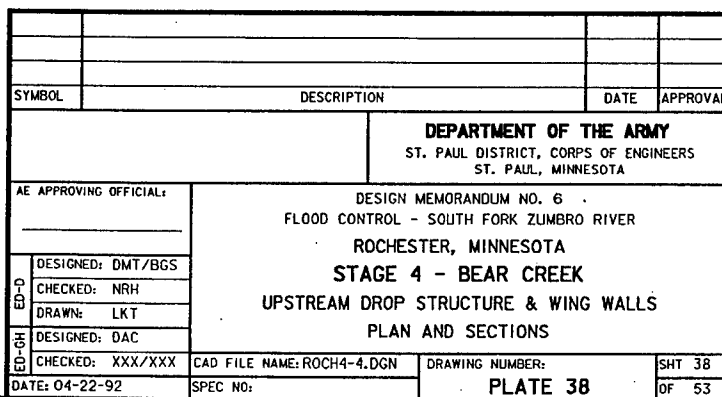 SYMBOL DESCRIPTION DATE APPROVAL
DEPARTMENT OF THE ARMY
ST. PAUL DISTRICT, CORPS OF ENGINEERS
ST. PAUL, MINNESOTA
AE APPROVING OFFICIAL:
DESIGN MEMORANDUM NO. 6
FLOOD CONTROL - SOUTH FORK ZUMBRO RIVER
ROCHESTER, MINNESOTA
STAGE 4 - BEAR CREEK
UPSTREAM DROP STRUCTURE & WING WALLS
PLAN AND SECTIONS
ED-D
DESIGNED: DMT/BGS
CHECKED: NRH
DRAWN: LKT
ED-GH
DESIGNED: DAC
CHECKED: XXX/XXX
DATE: 04-22-92
CAD FILE NAME: ROCH4-4.DGN
SPEC NO:
DRAWING NUMBER:
PLATE 38
SHT 38
OF 53